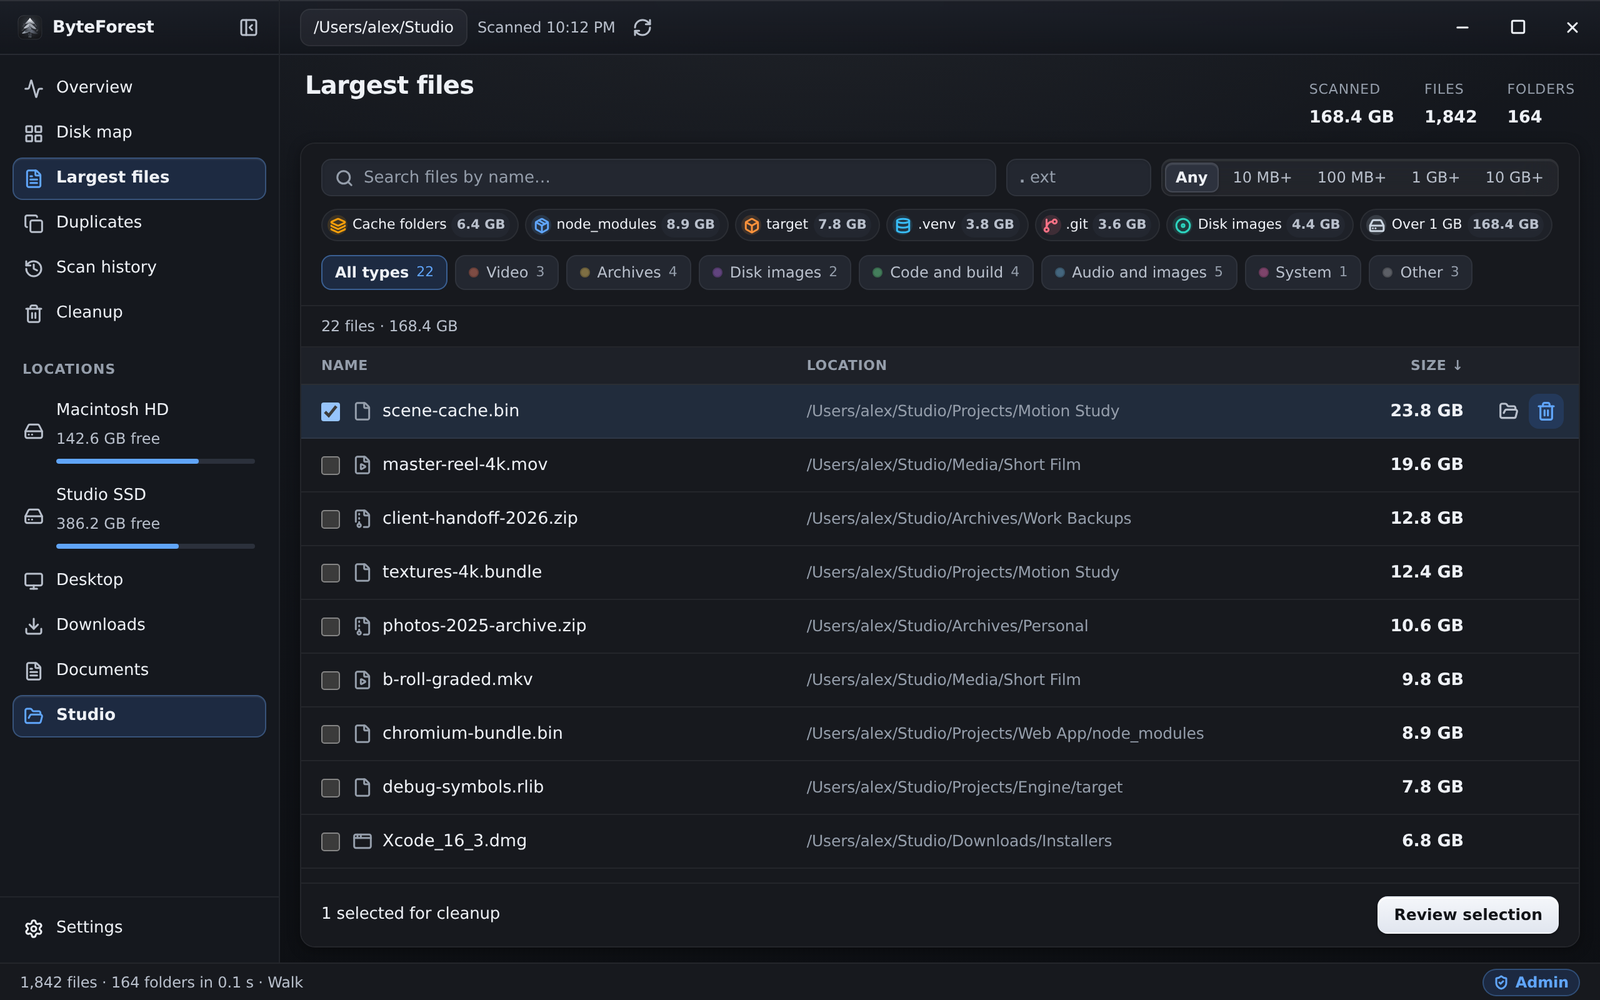 ByteForest
/Users/alex/Studio
Scanned 10:12 PM
Overview
Disk map
Largest files
Duplicates
Scan history
Cleanup
LOCATIONS
Macintosh HD
142.6 GB free
Studio SSD
386.2 GB free
Desktop
Downloads
Documents
Studio
Settings
Largest files
SCANNED FILES FOLDERS
168.4 GB 1,842 164
Search files by name... . ext Any 10 MB+ 100 MB+ 1 GB+ 10 GB+
Cache folders 6.4 GB node_modules 8.9 GB target 7.8 GB .venv 3.8 GB .git 3.6 GB Disk images 4.4 GB Over 1 GB 168.4 GB
All types 22 Video 3 Archives 4 Disk images 2 Code and build 4 Audio and images 5 System 1 Other 3
22 files · 168.4 GB
NAME LOCATION SIZE ↓
scene-cache.bin /Users/alex/Studio/Projects/Motion Study 23.8 GB
master-reel-4k.mov /Users/alex/Studio/Media/Short Film 19.6 GB
client-handoff-2026.zip /Users/alex/Studio/Archives/Work Backups 12.8 GB
textures-4k.bundle /Users/alex/Studio/Projects/Motion Study 12.4 GB
photos-2025-archive.zip /Users/alex/Studio/Archives/Personal 10.6 GB
b-roll-graded.mkv /Users/alex/Studio/Media/Short Film 9.8 GB
chromium-bundle.bin /Users/alex/Studio/Projects/Web App/node_modules 8.9 GB
debug-symbols.rlib /Users/alex/Studio/Projects/Engine/target 7.8 GB
Xcode_16_3.dmg /Users/alex/Studio/Downloads/Installers 6.8 GB
1 selected for cleanup Review selection
1,842 files · 164 folders in 0.1 s · Walk Admin